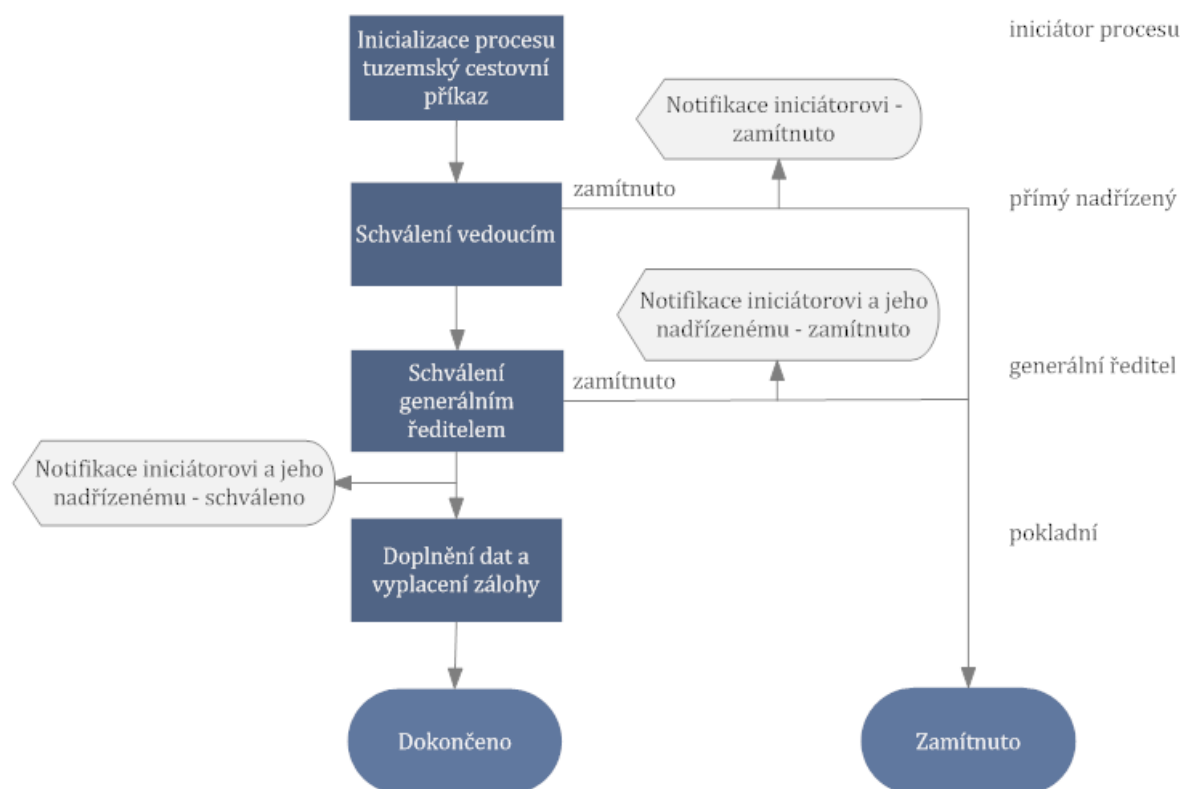 Inicializace procesu
tuzemský cestovní
příkaz
iniciátor procesu
Notifikace iniciátorovi -
zamítnuto
zamítnuto
přímý nadřízený
Schválení vedoucím
Notifikace iniciátorovi a jeho
nadřízenému - zamítnuto
Schválení
generálním
ředitelem
zamítnuto
generální ředitel
Notifikace iniciátorovi a jeho
nadřízenému - schváleno
Doplnění dat a
vyplacení zálohy
pokladní
Dokončeno
Zamítnuto